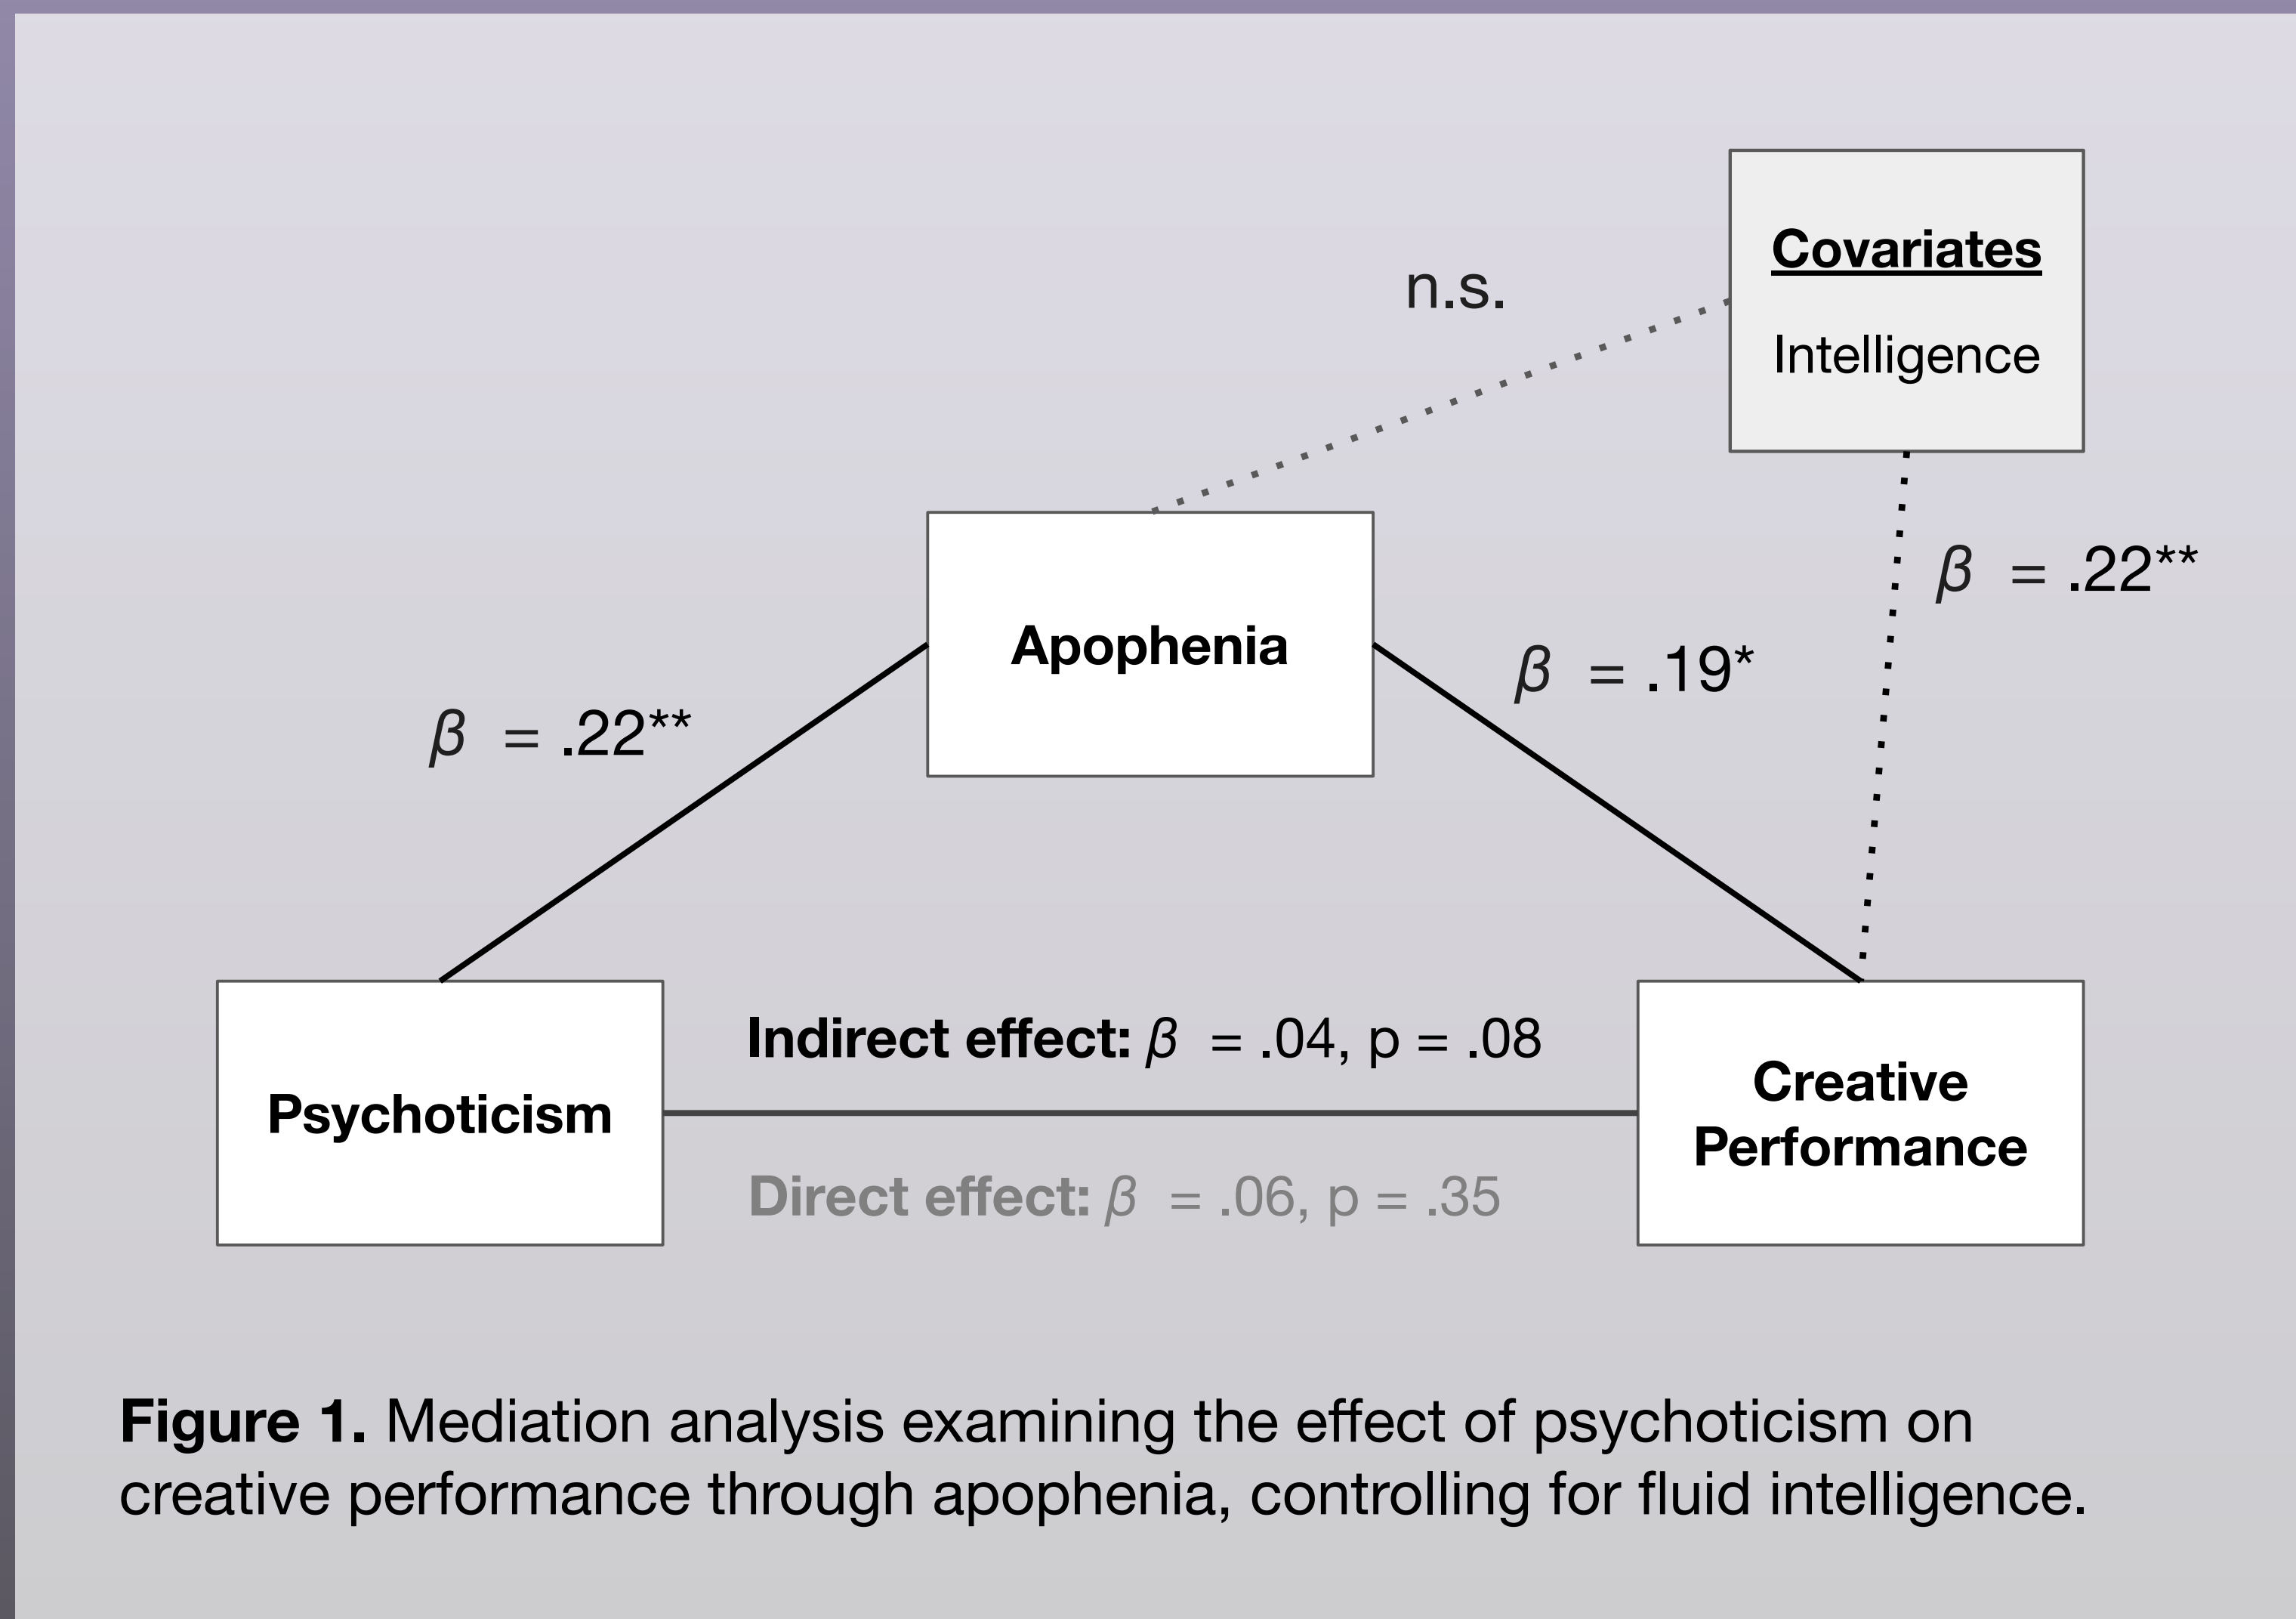 Covariates
Intelligence
n.s.
β = .22**
Apophenia
β = .19*
β = .22**
Psychoticism
Indirect effect: β = .04, p = .08
Direct effect: β = .06, p = .35
Creative
Performance
Figure 1. Mediation analysis examining the effect of psychoticism on
creative performance through apophenia, controlling for fluid intelligence.